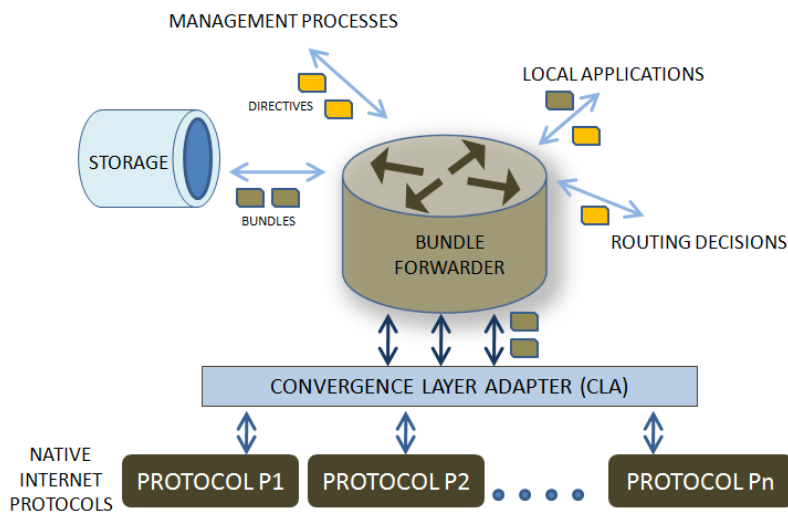 MANAGEMENT PROCESSES
LOCAL APPLICATIONS
DIRECTIVES
STORAGE
BUNDLES
BUNDLE
FORWARDER
ROUTING DECISIONS
CONVERGENCE LAYER ADAPTER (CLA)
NATIVE
INTERNET
PROTOCOLS
PROTOCOL P1
PROTOCOL P2
PROTOCOL Pn